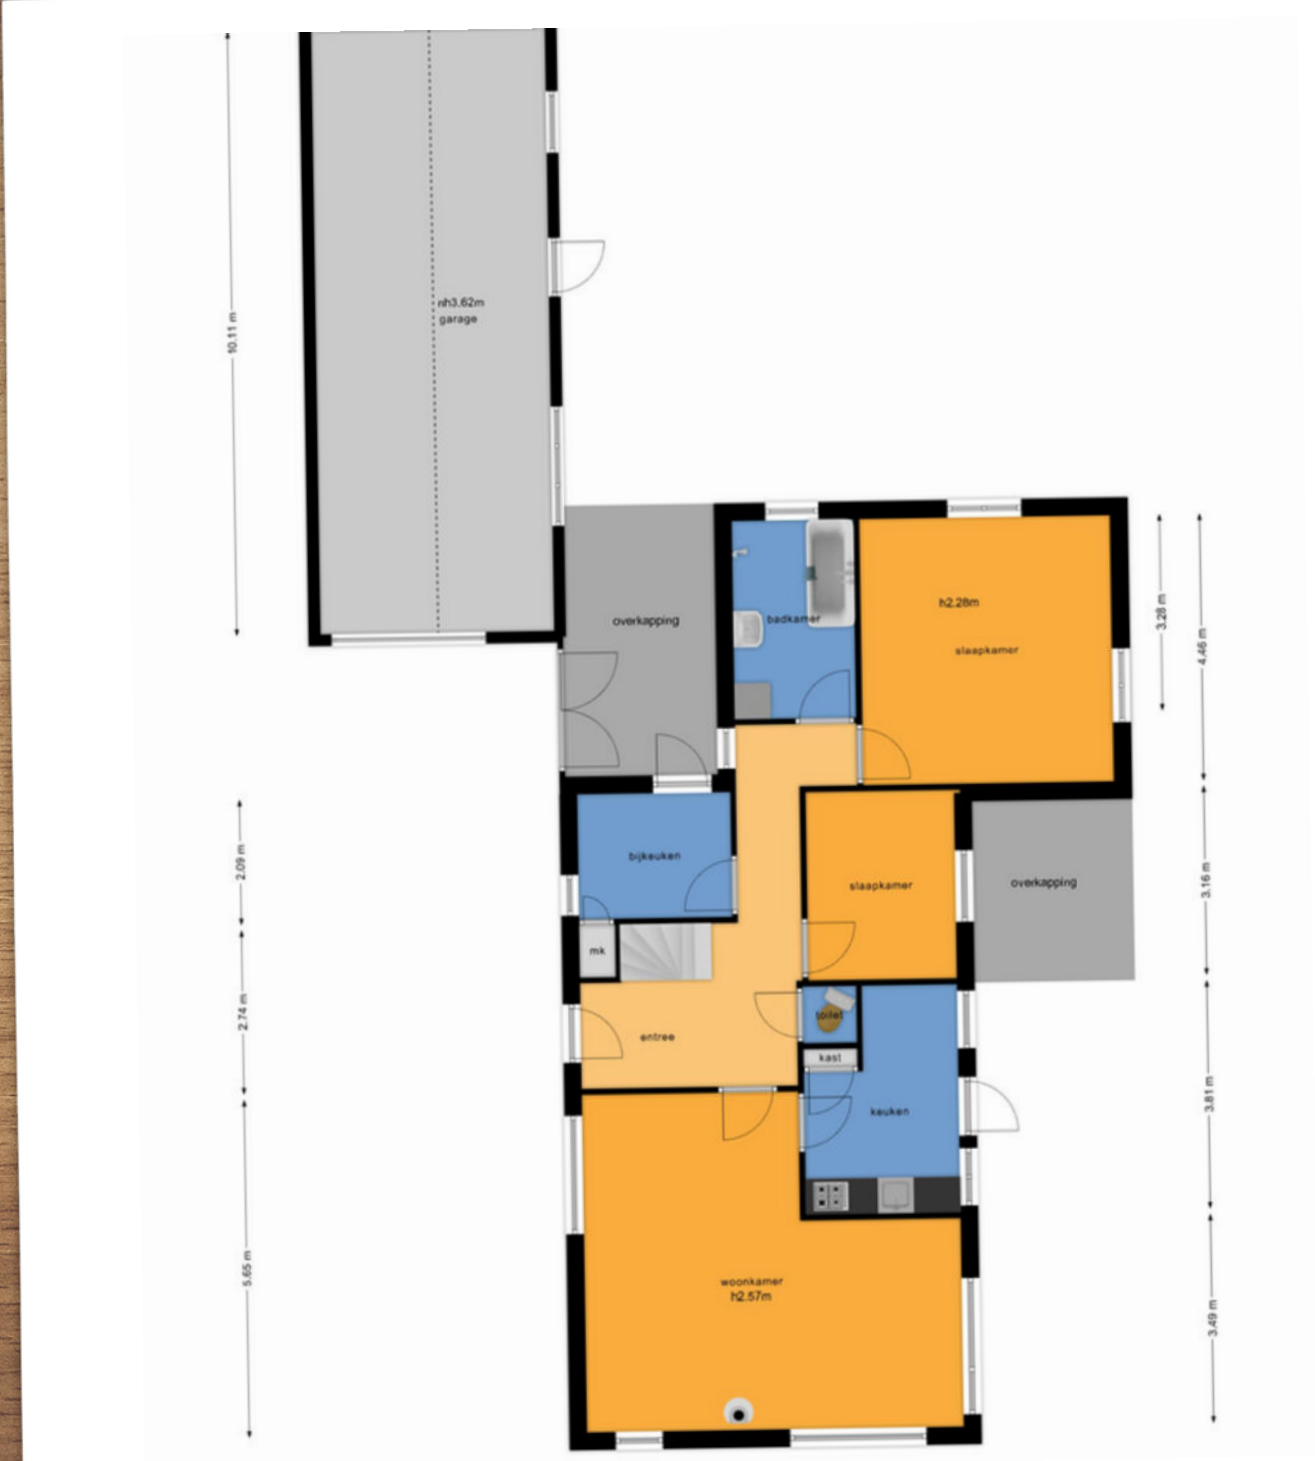 10.11 m
nh3.62m
garage
overkapping
badkamer
h2.28m
slaapkamer
3.28 m
4.46 m
bijkeuken
2.09 m
slaapkamer
overkapping
3.16 m
mk
2.74 m
entree
toilet
kast
keuken
3.81 m
5.65 m
woonkamer
h2.57m
3.49 m